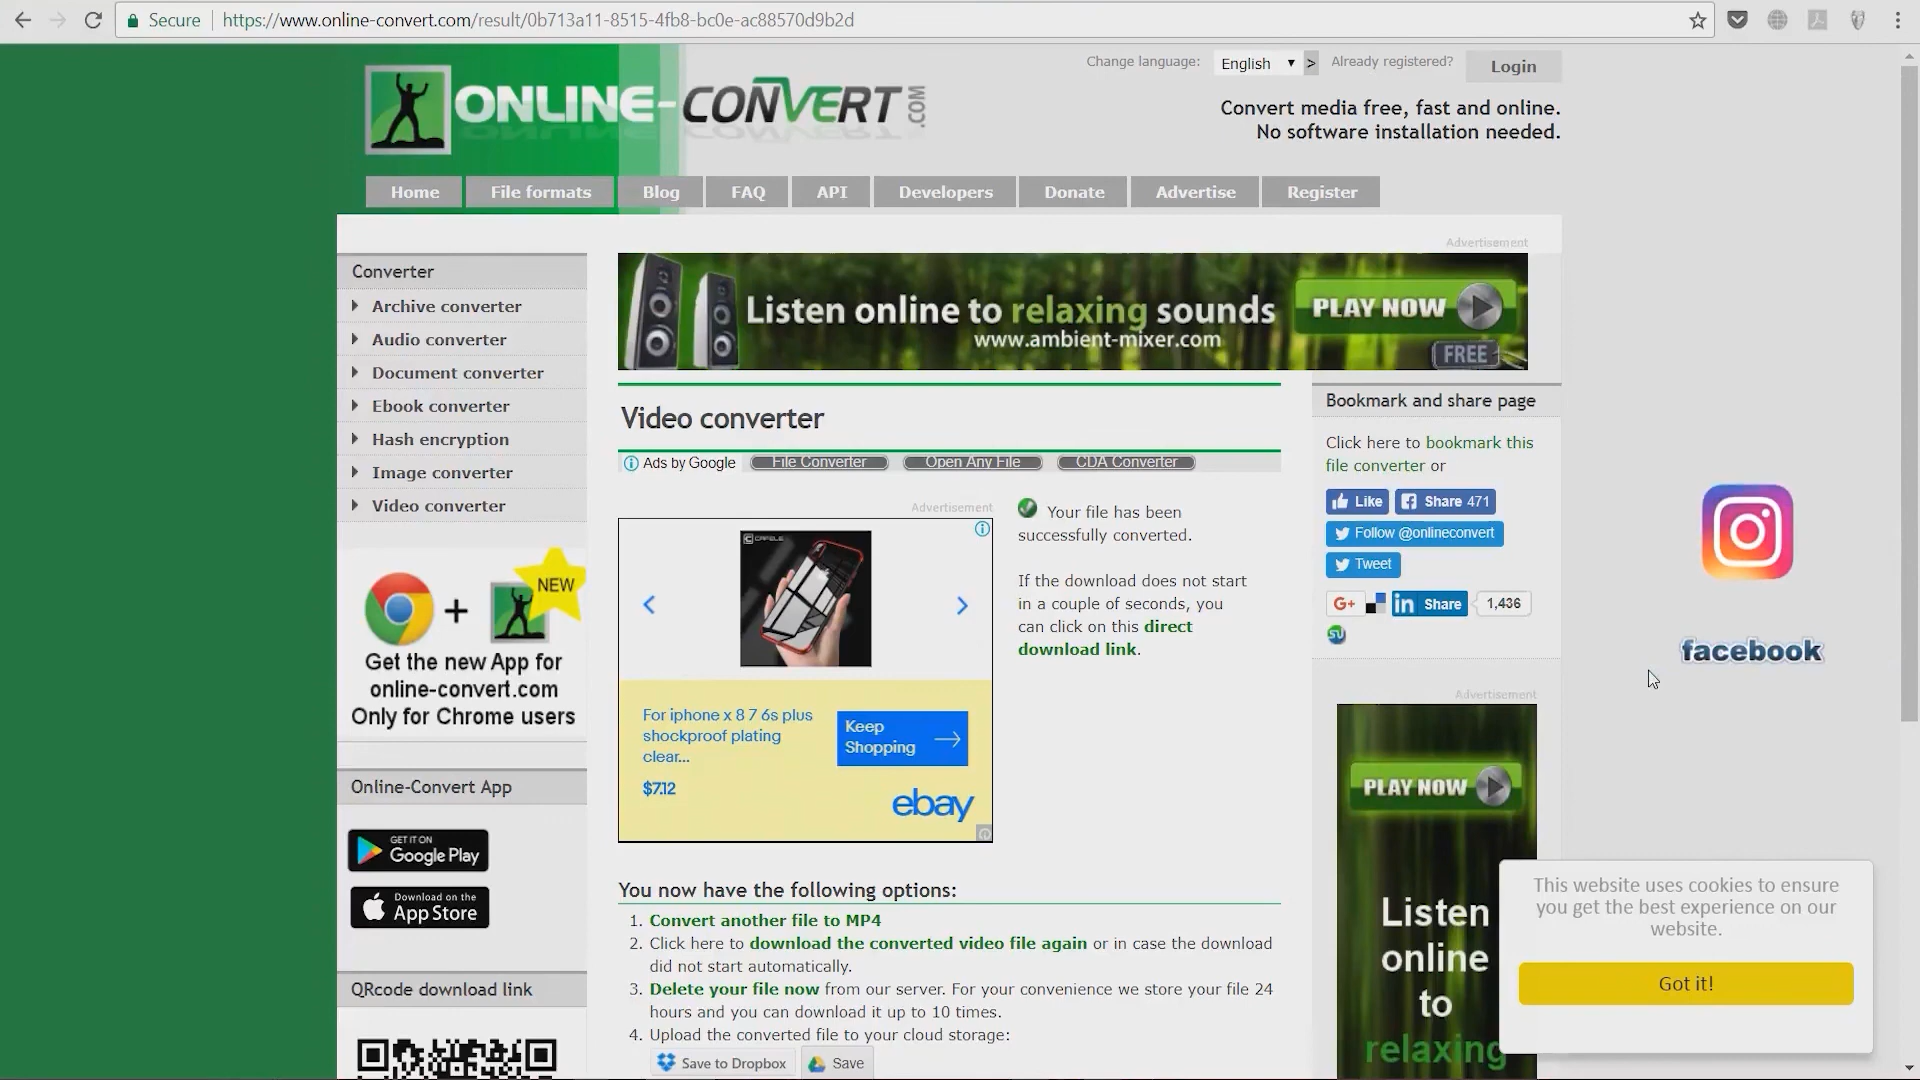 Secure
https://www.online-convert.com/result/0b713a11-8515-4fb8-bc0e-ac88570d9b2d
Change language:
English
>
Already registered?
Login
ONLINE-CONVERT.COM
Convert media free, fast and online.
No software installation needed.
Home
File formats
Blog
FAQ
API
Developers
Donate
Advertise
Register
Advertisement
Converter
Archive converter
Audio converter
Document converter
Ebook converter
Hash encryption
Image converter
Video converter
Listen online to relaxing sounds
www.ambient-mixer.com
PLAY NOW
FREE
Video converter
Ads by Google
File Converter
Open Any File
CDA Converter
Advertisement
CAFELE
For iphone x 8 7 6s plus
shockproof plating
clear...
$7.12
Keep
Shopping
ebay
Your file has been
successfully converted.
If the download does not start
in a couple of seconds, you
can click on this direct
download link.
Bookmark and share page
Click here to bookmark this
file converter or
Like
Share 471
Follow @onlineconvert
Tweet
G+
in Share
1,436
facebook
NEW
Get the new App for
online-convert.com
Only for Chrome users
Online-Convert App
GET IT ON
Google Play
Download on the
App Store
QRcode download link
You now have the following options:
1. Convert another file to MP4
2. Click here to download the converted video file again or in case the download
did not start automatically.
3. Delete your file now from our server. For your convenience we store your file 24
hours and you can download it up to 10 times.
4. Upload the converted file to your cloud storage:
Save to Dropbox
Save
Advertisement
PLAY NOW
Listen
online
to
relaxing
This website uses cookies to ensure
you get the best experience on our
website.
Got it!